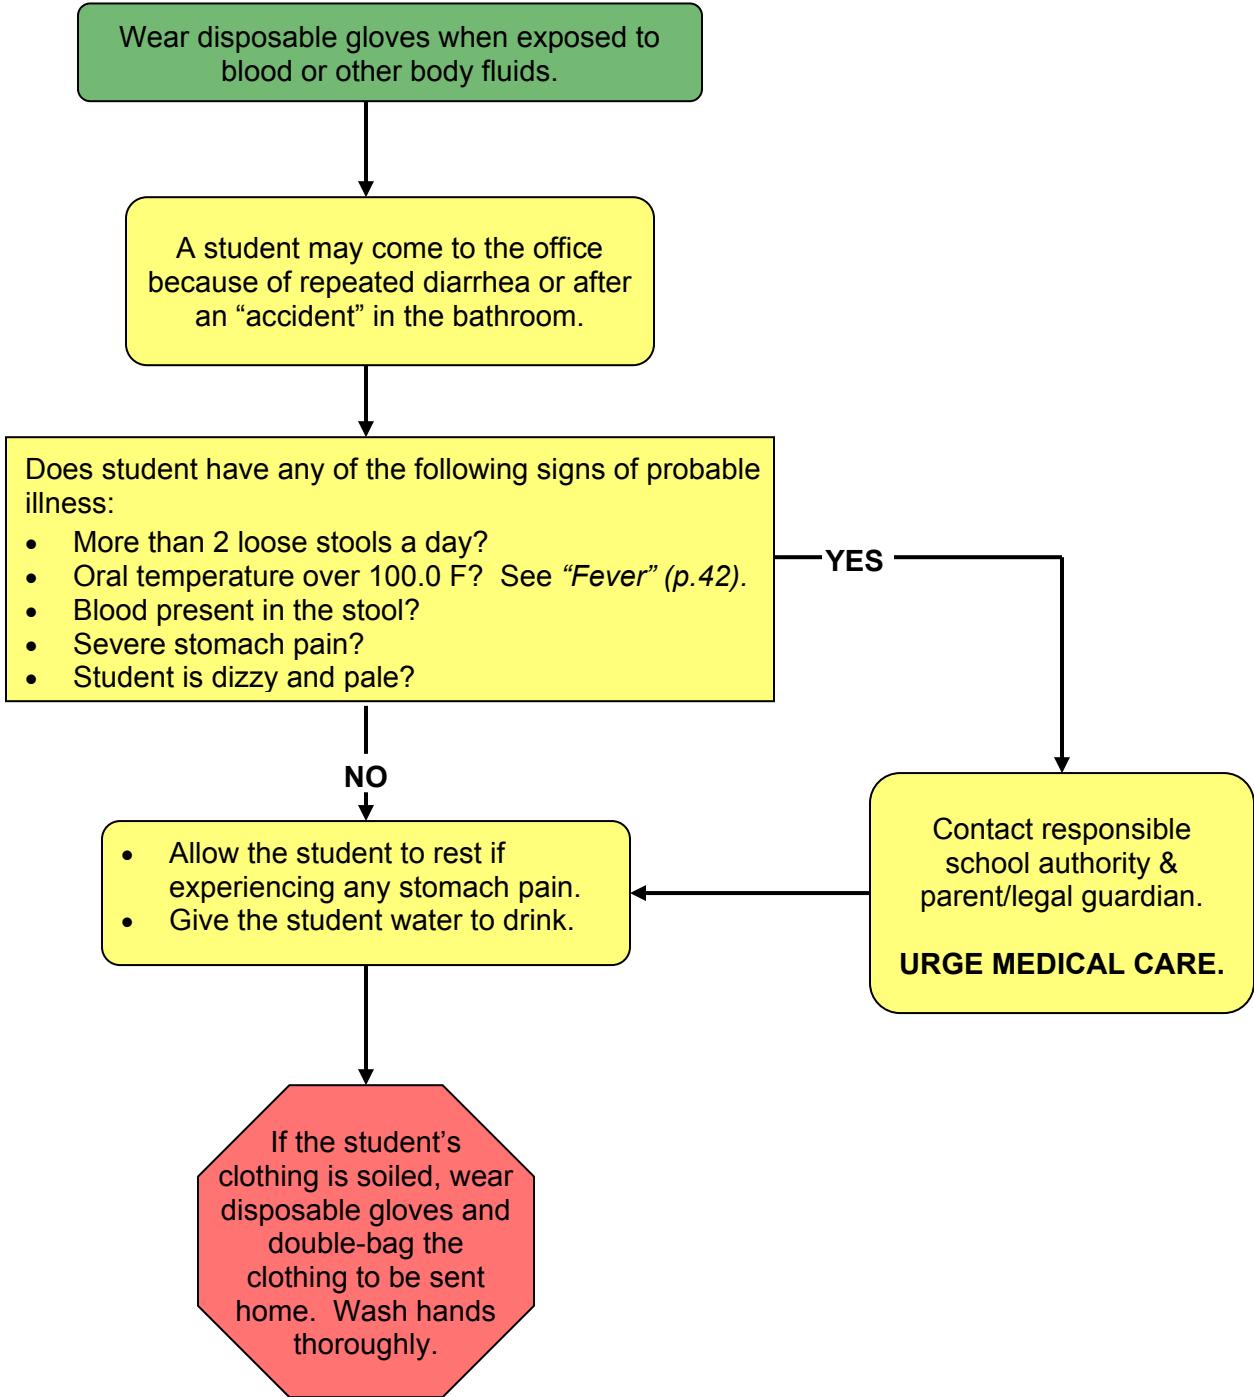 Wear disposable gloves when exposed to
blood or other body fluids.
A student may come to the office
because of repeated diarrhea or after
an “accident” in the bathroom.
Does student have any of the following signs of probable
illness:
• More than 2 loose stools a day?
• Oral temperature over 100.0 F?  See “Fever” (p.42).
• Blood present in the stool?
• Severe stomach pain?
• Student is dizzy and pale?
YES
NO
• Allow the student to rest if
experiencing any stomach pain.
• Give the student water to drink.
Contact responsible
school authority &
parent/legal guardian.
URGE MEDICAL CARE.
If the student’s
clothing is soiled, wear
disposable gloves and
double-bag the
clothing to be sent
home.  Wash hands
thoroughly.